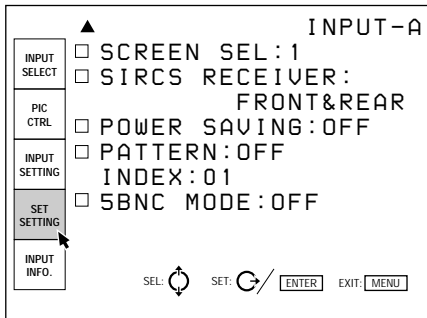 INPUT-A
INPUT
SELECT
PIC
CTRL
INPUT
SETTING
SET
SETTING
INPUT
INFO.
SCREEN SEL:1
SIRCS RECEIVER:
FRONT&REAR
POWER SAVING:OFF
PATTERN:OFF
INDEX:01
5BNC MODE:OFF
SEL: SET: / ENTER EXIT: MENU